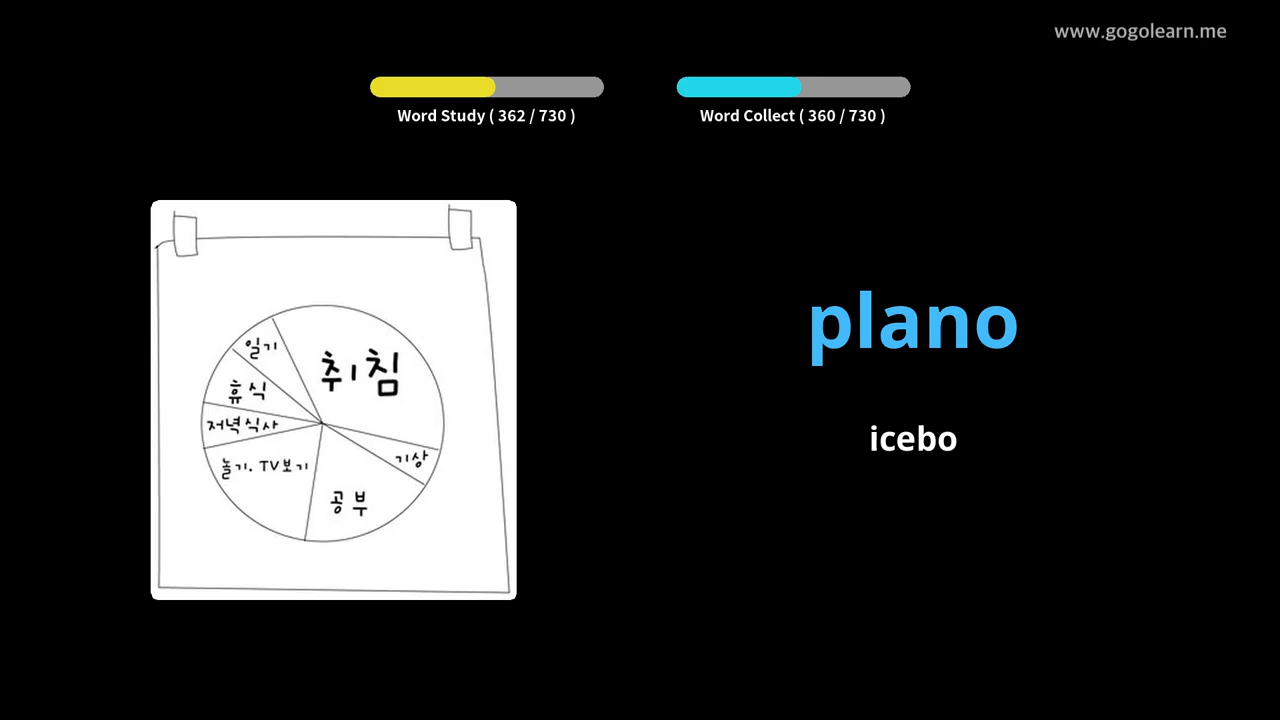 www.gogolearn.me
Word Study ( 362 / 730 )
Word Collect ( 360 / 730 )
일기
취침
휴식
저녁식사
놀기. TV보기
기상
공부
plano
icebo